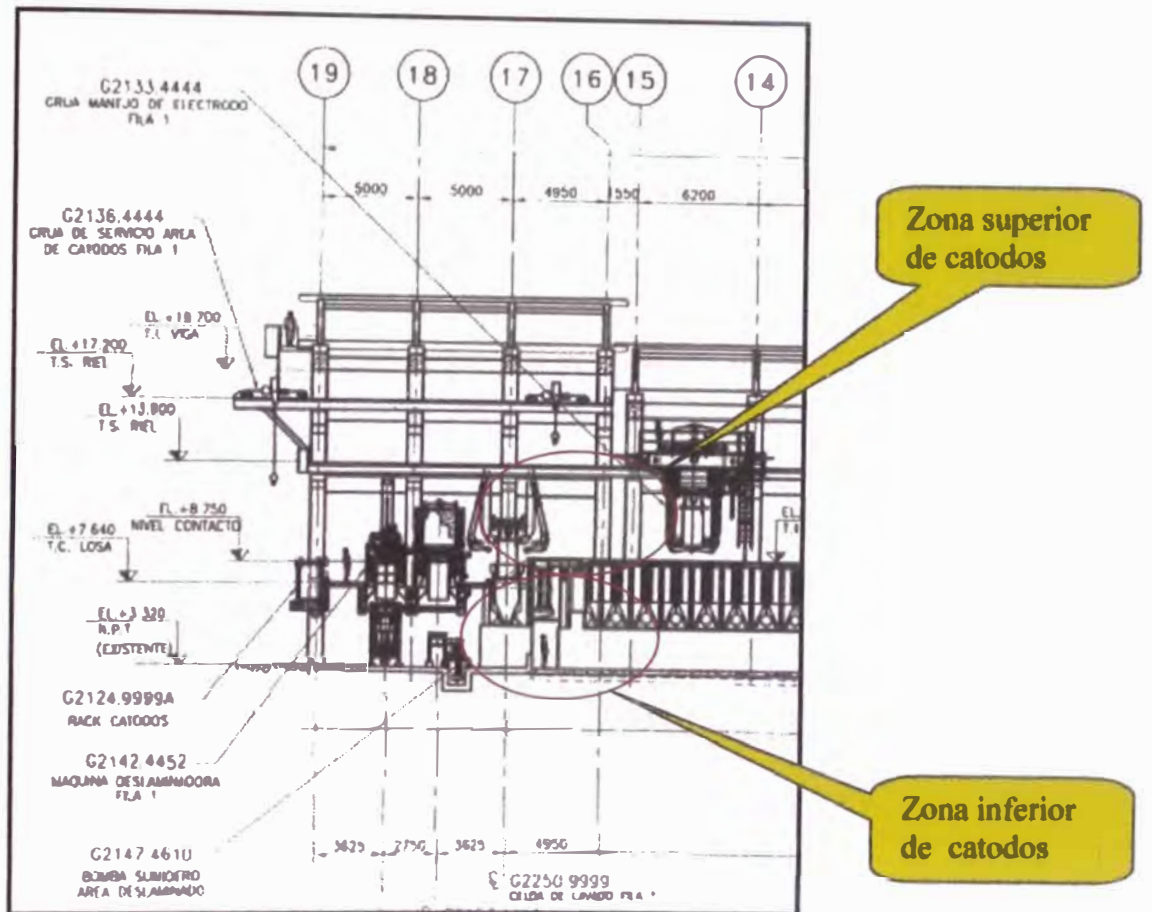 19
18
17
16
15
14
G2133.4444
GRUA MANEJO DE ELECTRODO
FILA 1
5000
5000
4950
1550
6200
G2136.4444
GRUA DE SERVICIO AREA
DE CATODOS FILA 1
Zona superior
de catodos
EL.+18.700
T.I. VIGA
EL.+17.200
T.S. RIEL
EL.+13.800
T.S. RIEL
EL.+8.750
NIVEL CONTACTO
EL.+7.640
T.C. LOSA
EL.
EL.+3.320
N.P.T
(EXISTENTE)
G2124.9999A
RACK CATODOS
G2142.4452
MAQUINA DESLAMINADORA
FILA 1
Zona inferior
de catodos
3625
2750
3625
4950
G2147.4610
BOMBA SUMIDERO
AREA DESLAMINADO
G2250.9999
CELDA DE LAVADO FILA